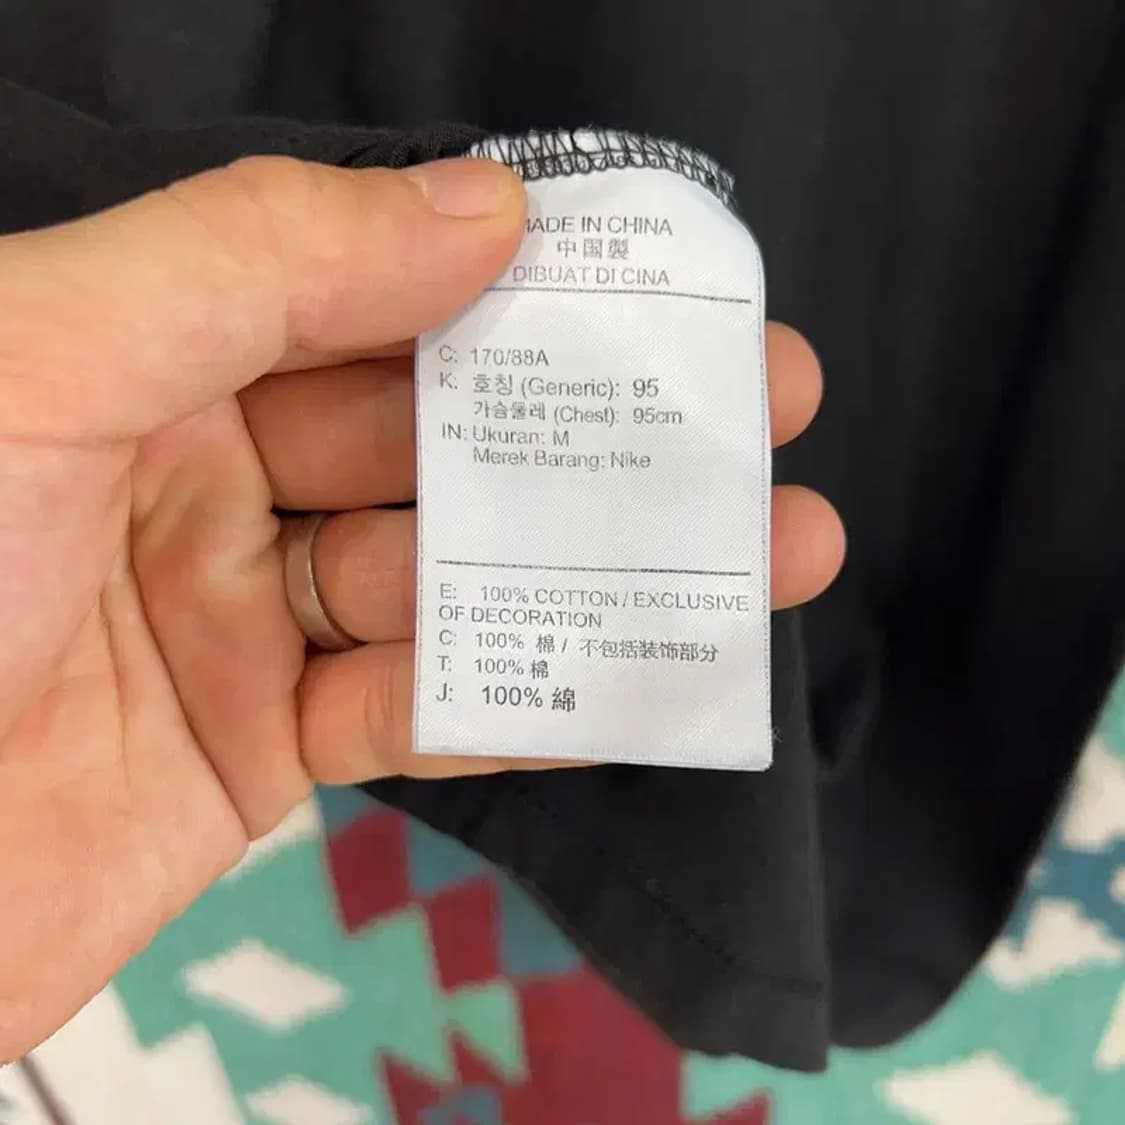 MADE IN CHINA
中国製
DIBUAT DI CINA
C: 170/88A
K: 호칭 (Generic): 95
가슴둘레 (Chest): 95cm
IN: Ukuran: M
Merek Barang: Nike
E: 100% COTTON / EXCLUSIVE
OF DECORATION
C: 100% 棉 / 不包括装饰部分
T: 100% 棉
J: 100% 綿